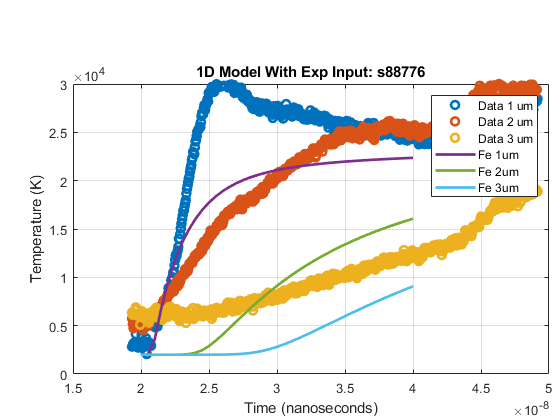 1D Model With Exp Input: s88776
×10⁴
3
2.5
2
1.5
1
0.5
0
Temperature (K)
Data 1 um
Data 2 um
Data 3 um
Fe 1um
Fe 2um
Fe 3um
1.5 2 2.5 3 3.5 4 4.5 5
Time (nanoseconds)
×10⁻⁸